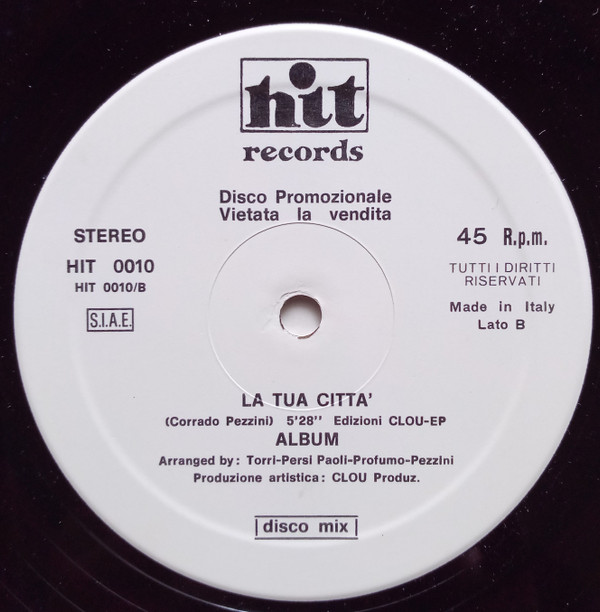 hit
records
Disco Promozionale
Vietata la vendita
STEREO
HIT 0010
HIT 0010/B
S.I.A.E.
45 R.p.m.
TUTTI I DIRITTI
RISERVATI
Made in Italy
Lato B
LA TUA CITTA'
(Corrado Pezzini) 5'28'' Edizioni CLOU-EP
ALBUM
Arranged by: Torri-Persi Paoli-Profumo-Pezzini
Produzione artistica: CLOU Produz.
disco mix